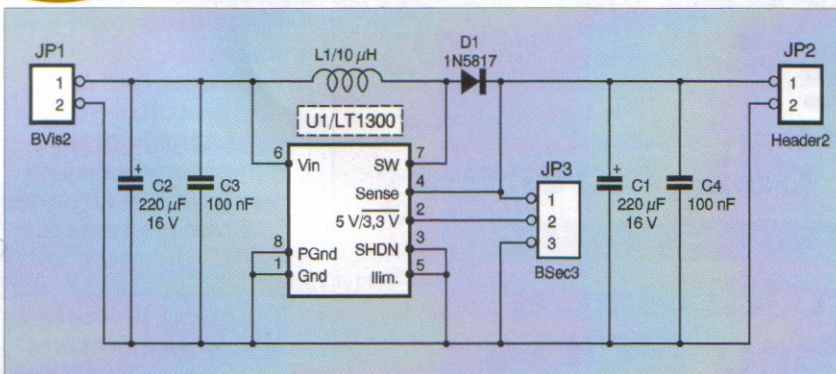 JP1
1
2
BVis2
+
C2
220 µF
16 V
C3
100 nF
L1/10 µH
U1/LT1300
D1
1N5817
6
Vin
8
PGnd
1
Gnd
SW
7
Sense
4
5 V/3,3 V
2
SHDN
3
Ilim.
5
JP3
1
2
3
BSec3
+
C1
220 µF
16 V
C4
100 nF
JP2
1
2
Header2